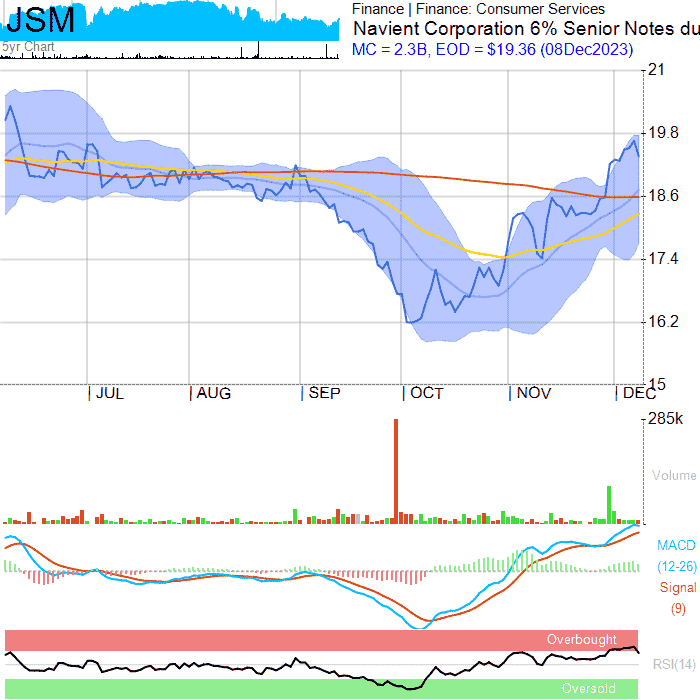 JSM
5yr Chart
Finance | Finance: Consumer Services
Navient Corporation 6% Senior Notes du
MC = 2.3B, EOD = $19.36 (08Dec2023)
21
19.8
18.6
17.4
16.2
15
JUL AUG SEP OCT NOV DEC
285k
Volume
MACD
(12-26)
Signal
(9)
Overbought
RSI(14)
Oversold